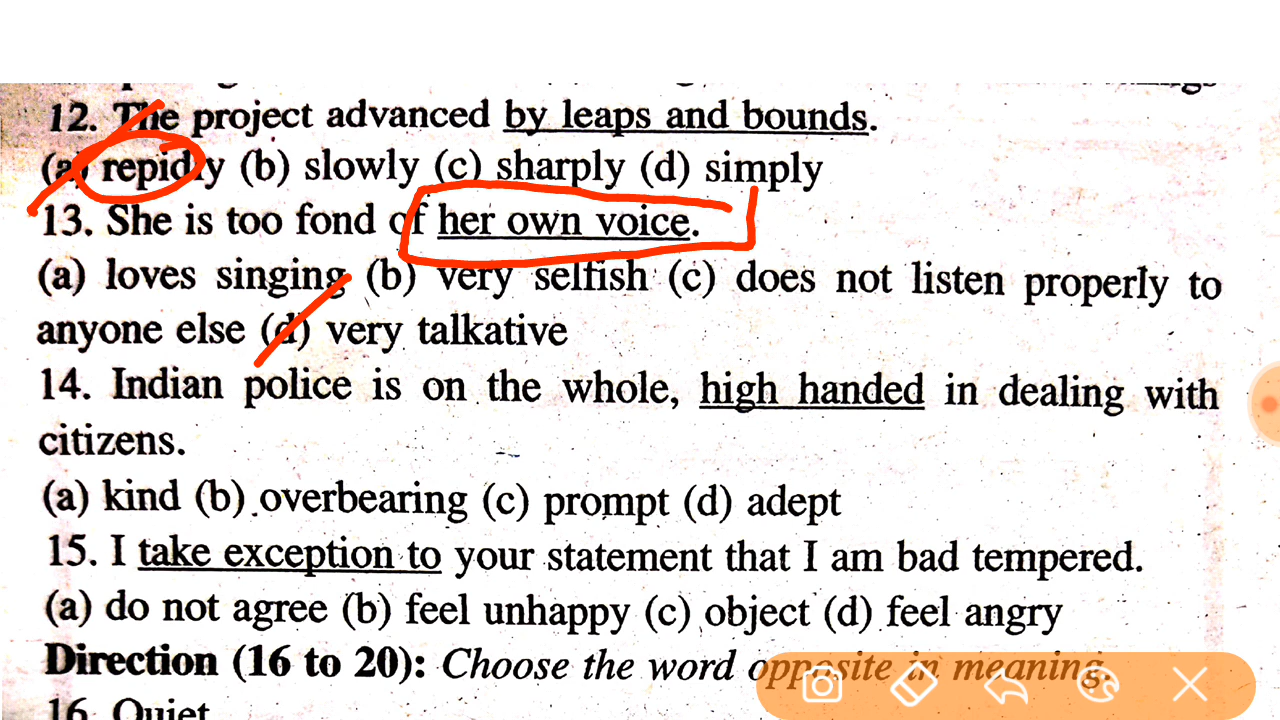 12. The project advanced by leaps and bounds.
(a) repidly (b) slowly (c) sharply (d) simply
13. She is too fond of her own voice.
(a) loves singing (b) very selfish (c) does not listen properly to
anyone else (d) very talkative
14. Indian police is on the whole, high handed in dealing with
citizens.
(a) kind (b) overbearing (c) prompt (d) adept
15. I take exception to your statement that I am bad tempered.
(a) do not agree (b) feel unhappy (c) object (d) feel angry
Direction (16 to 20): Choose the word opposite in meaning.
16. Quiet